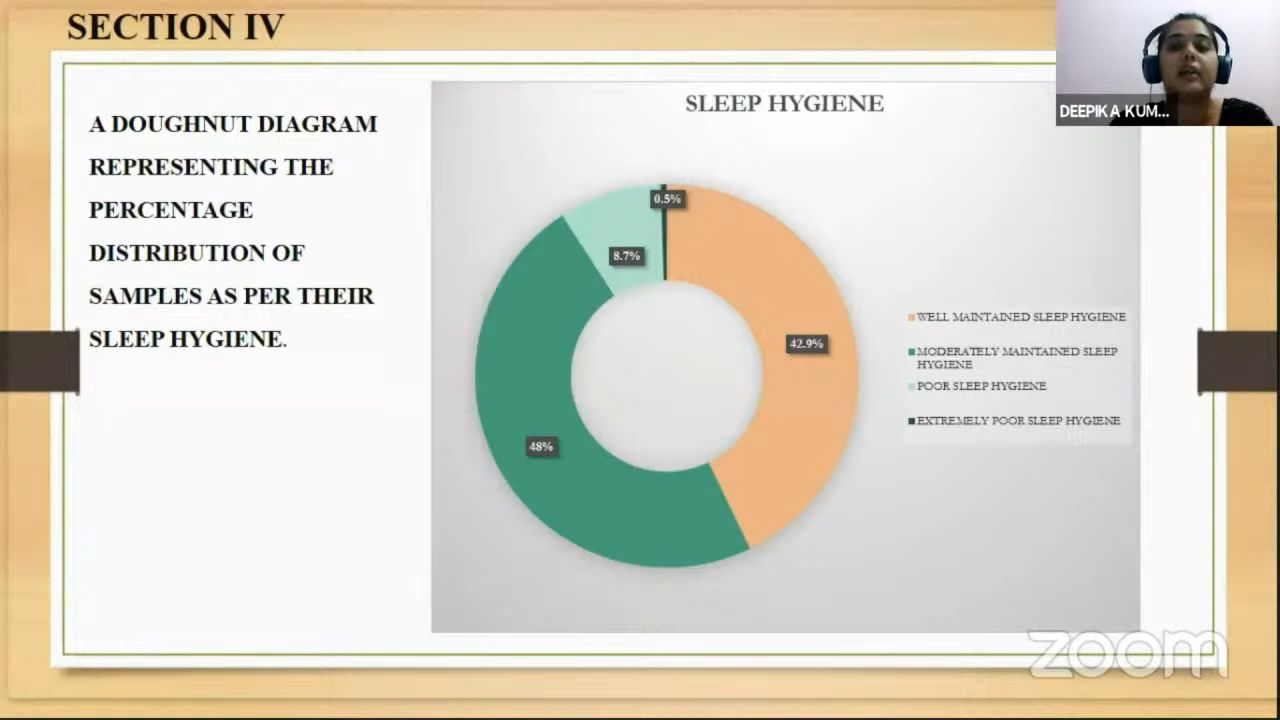 SECTION IV
A DOUGHNUT DIAGRAM
REPRESENTING THE
PERCENTAGE
DISTRIBUTION OF
SAMPLES AS PER THEIR
SLEEP HYGIENE.
SLEEP HYGIENE
0.5%
8.7%
42.9%
48%
WELL MAINTAINED SLEEP HYGIENE
MODERATELY MAINTAINED SLEEP
HYGIENE
POOR SLEEP HYGIENE
EXTREMELY POOR SLEEP HYGIENE
DEEPIKA KUM...
zoom